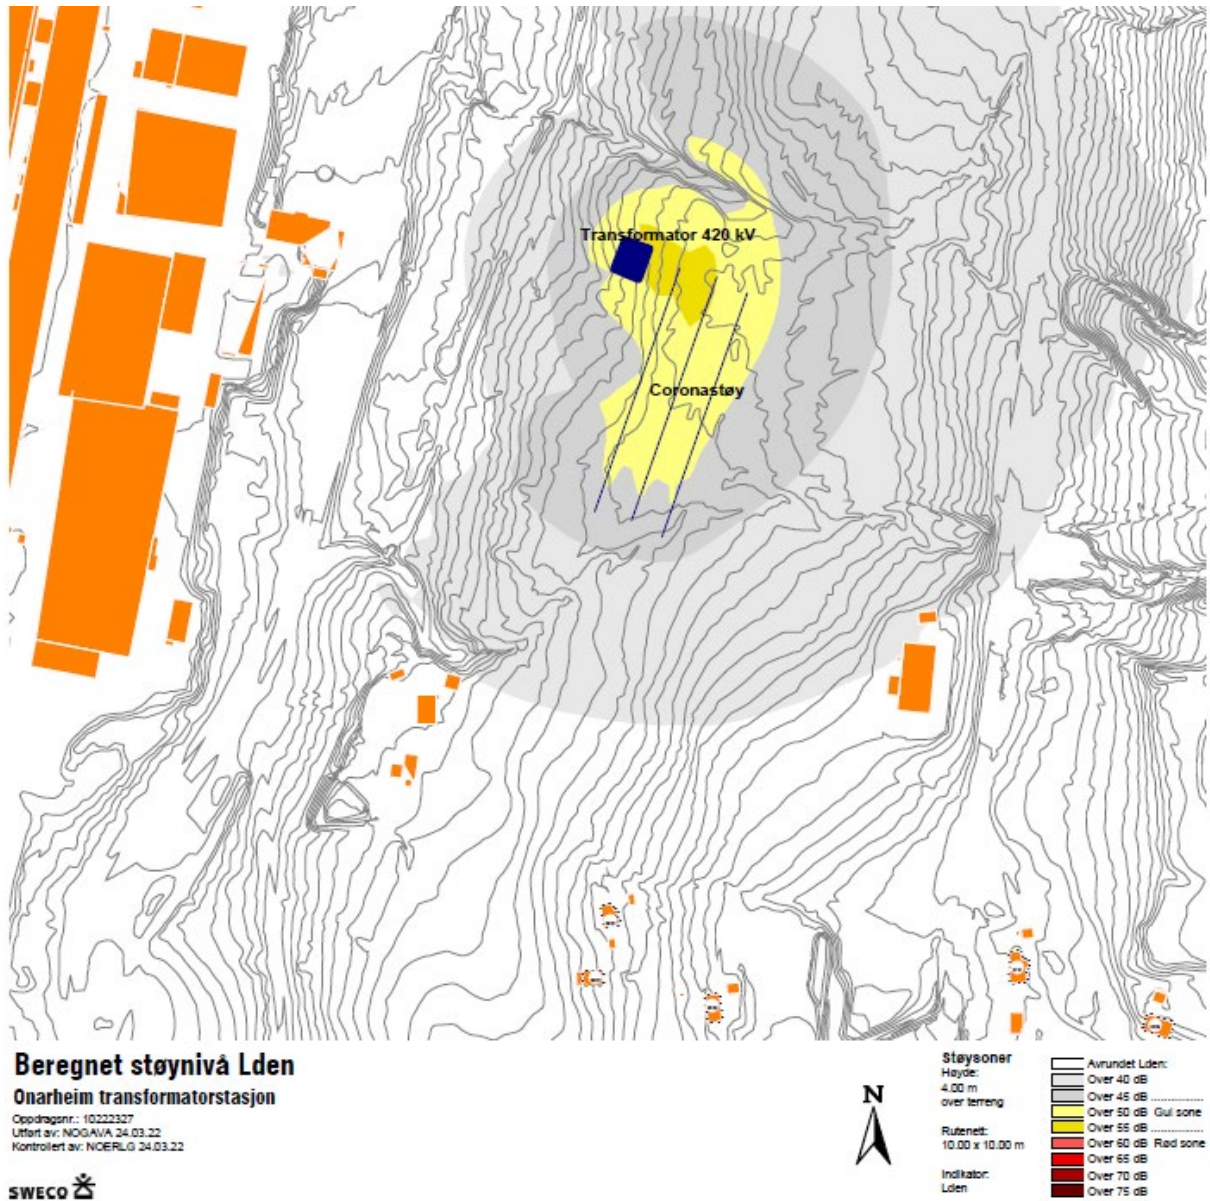 Transformator 420 kV
Coronastøy
Beregnet støynivå Lden
Onarheim transformatorstasjon
Oppdragsnr.: 10222327
Utført av: NOGAVA 24.03.22
Kontrollert av: NOERLG 24.03.22
SWECO
N
Støysoner
Høyde:
4.00 m
over terreng
Rutenett:
10.00 x 10.00 m
Indikator:
Lden
Avrundet Lden:
Over 40 dB
Over 45 dB ................
Over 50 dB Gul sone
Over 55 dB ................
Over 60 dB Rød sone
Over 65 dB
Over 70 dB
Over 75 dB